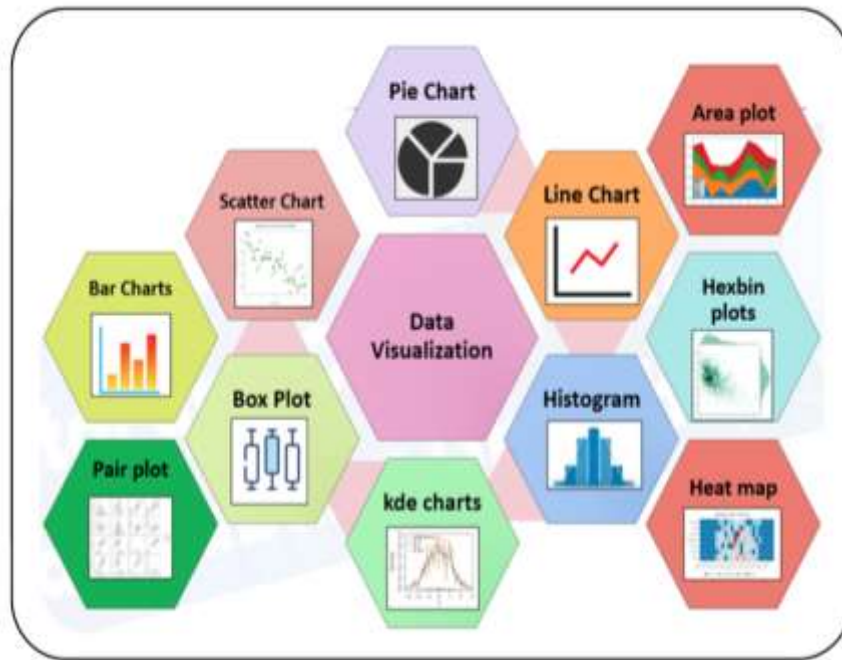 Pie Chart
Area plot
Scatter Chart
Line Chart
Bar Charts
Data
Visualization
Hexbin
plots
Box Plot
Histogram
Pair plot
kde charts
Heat map